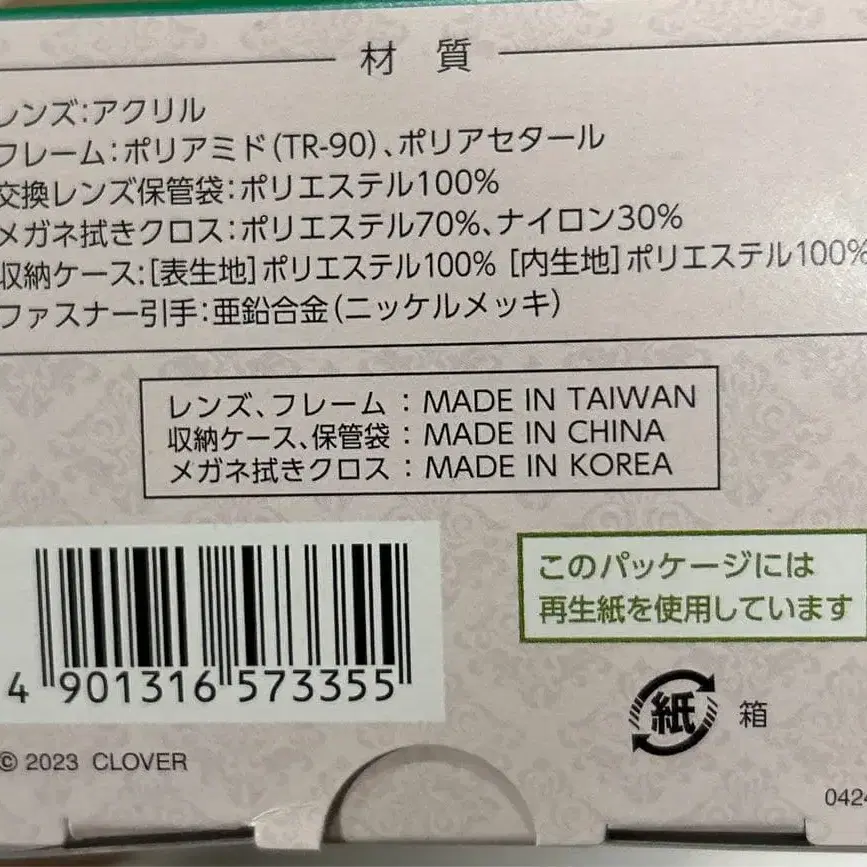 材質
レンズ:アクリル
フレーム:ポリアミド(TR-90)、ポリアセタール
交換レンズ保管袋:ポリエステル100%
メガネ拭きクロス:ポリエステル70%、ナイロン30%
収納ケース:[表生地]ポリエステル100% [内生地]ポリエステル100%
ファスナー引手:亜鉛合金(ニッケルメッキ)
レンズ、フレーム:MADE IN TAIWAN
収納ケース、保管袋:MADE IN CHINA
メガネ拭きクロス:MADE IN KOREA
このパッケージには
再生紙を使用しています
4 901316 573355
紙 箱
© 2023 CLOVER
0424